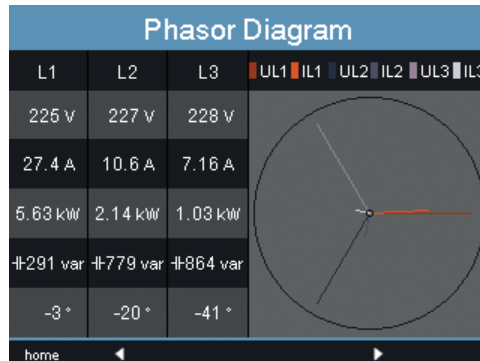 Phasor Diagram
L1 L2 L3 UL1 IL1 UL2 IL2 UL3 IL3
225 V 227 V 228 V
27.4 A 10.6 A 7.16 A
5.63 kW 2.14 kW 1.03 kW
291 var 779 var 864 var
-3 ° -20 ° -41 °
home